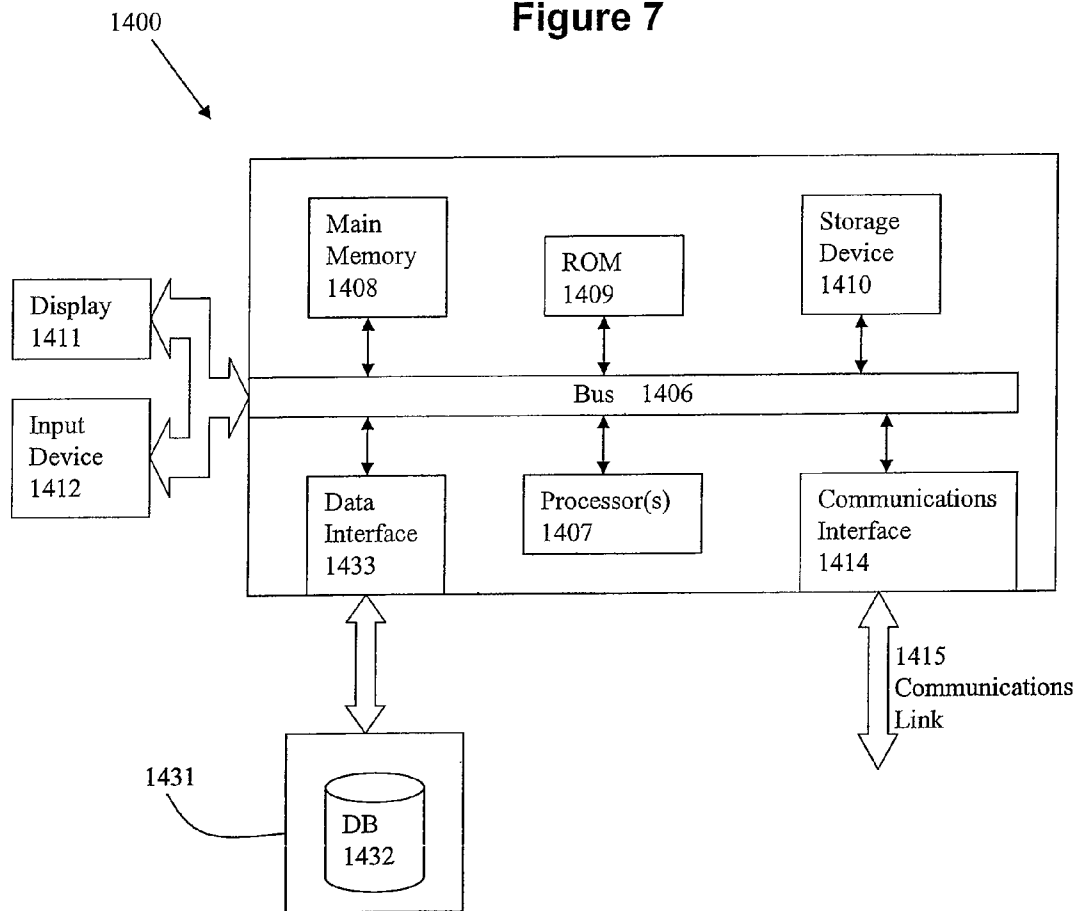 Figure 7
1400
Main
Memory
1408
ROM
1409
Storage
Device
1410
Display
1411
Bus 1406
Input
Device
1412
Data
Interface
1433
Processor(s)
1407
Communications
Interface
1414
1415
Communications
Link
1431
DB
1432